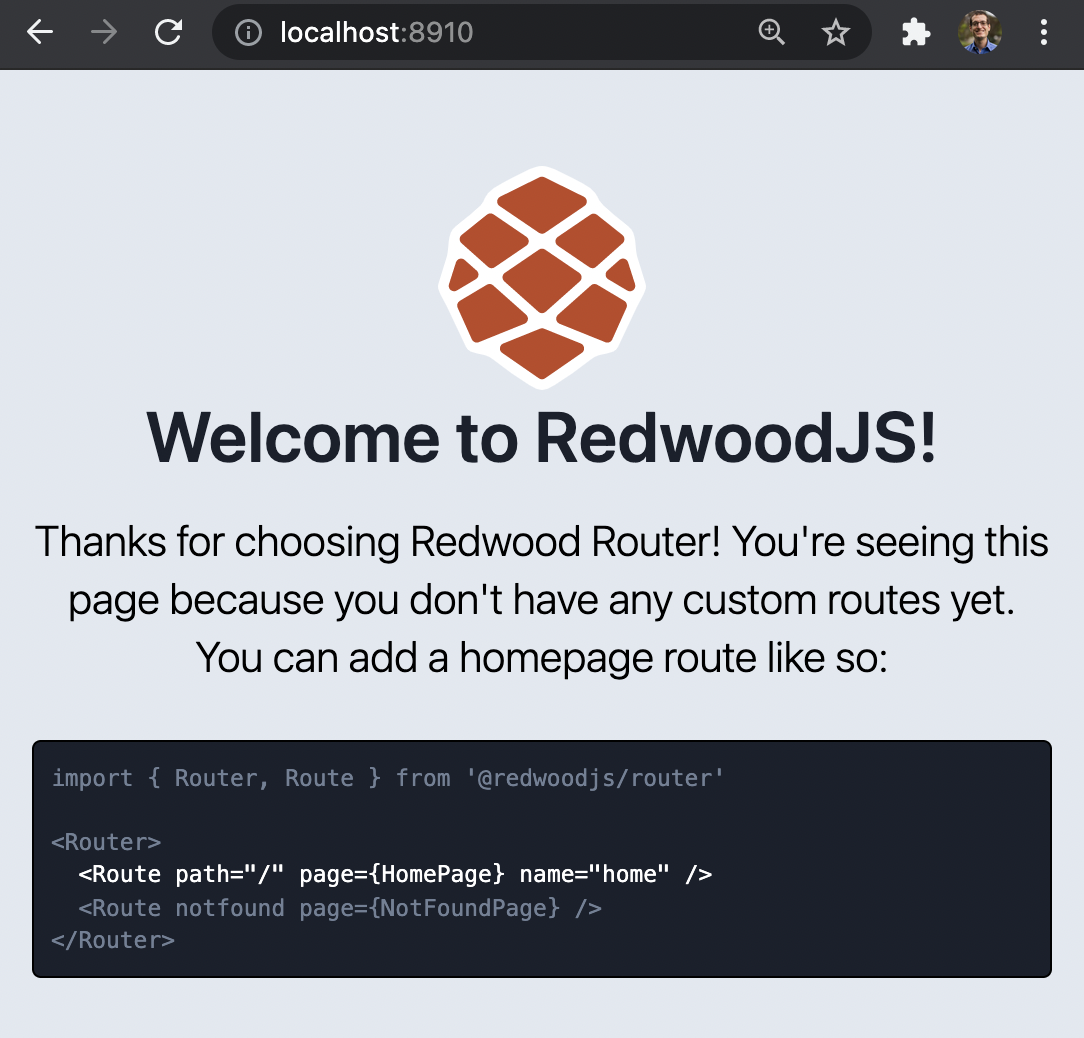 localhost:8910
Welcome to RedwoodJS!
Thanks for choosing Redwood Router! You're seeing this
page because you don't have any custom routes yet.
You can add a homepage route like so:
import { Router, Route } from '@redwoodjs/router'
<Router>
  <Route path="/" page={HomePage} name="home" />
  <Route notfound page={NotFoundPage} />
</Router>